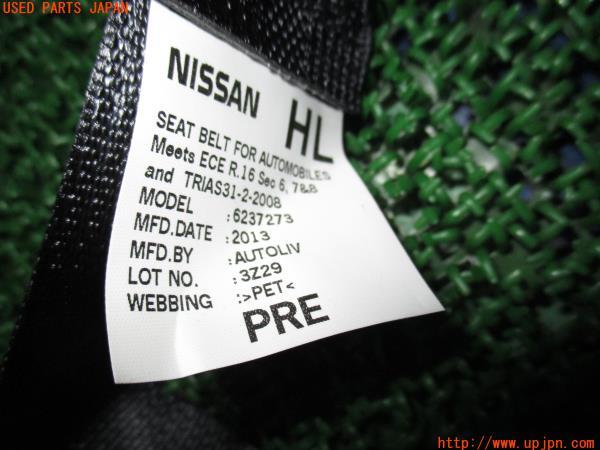 USED PARTS JAPAN
NISSAN HL
SEAT BELT FOR AUTOMOBILES
Meets ECE R.16 Sec 6, 7&8
and TRIAS31-2-2008
MODEL :6237273
MFD.DATE :2013
MFD.BY :AUTOLIV
LOT NO. :3Z29
WEBBING :>PET<
PRE
http://www.upjpn.com/